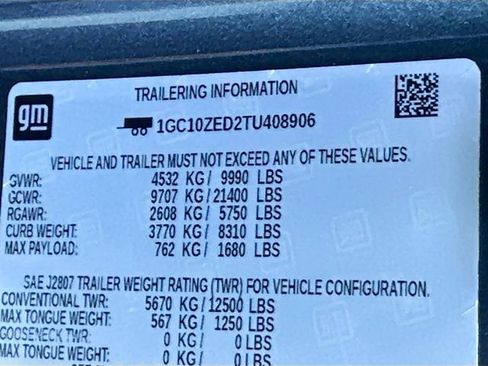 TRAILERING INFORMATION
gm
1GC10ZED2TU408906
VEHICLE AND TRAILER MUST NOT EXCEED ANY OF THESE VALUES.
GVWR: 4532 KG/ 9990 LBS
GCWR: 9707 KG/21400 LBS
RGAWR: 2608 KG/ 5750 LBS
CURB WEIGHT: 3770 KG/ 8310 LBS
MAX PAYLOAD: 762 KG/ 1680 LBS
SAE J2807 TRAILER WEIGHT RATING (TWR) FOR VEHICLE CONFIGURATION.
CONVENTIONAL TWR: 5670 KG/12500 LBS
MAX TONGUE WEIGHT: 567 KG/ 1250 LBS
GOOSENECK TWR: 0 KG/ 0 LBS
MAX TONGUE WEIGHT: 0 KG/ 0 LBS